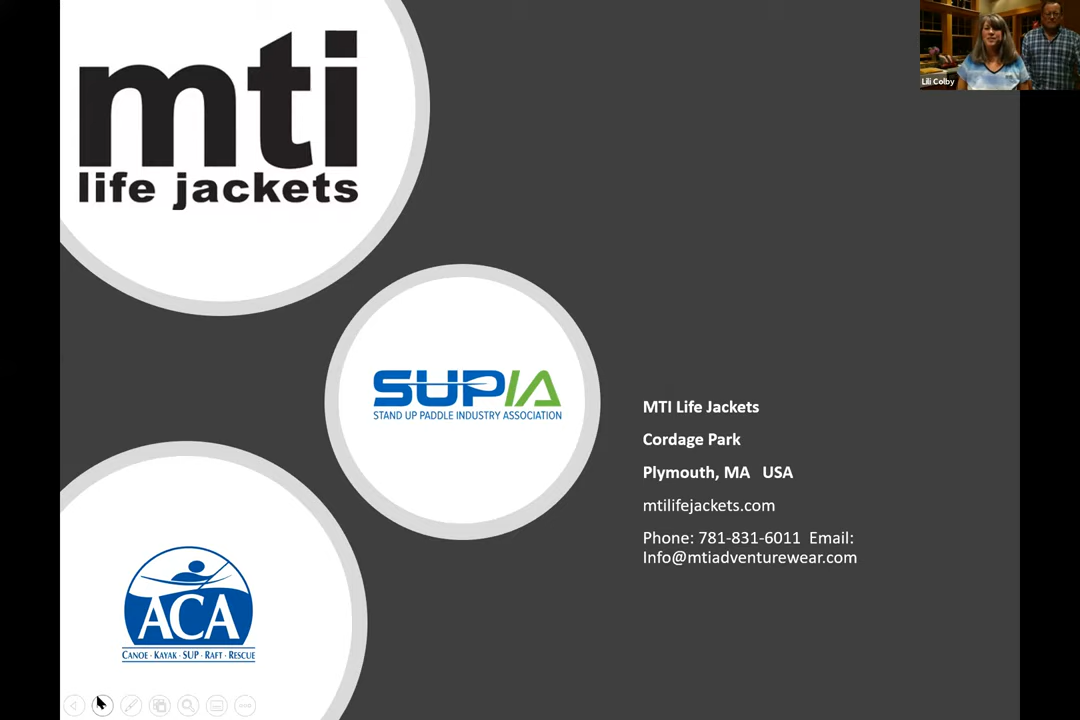 mti
life jackets
Lili Colby
SUPIA
STAND UP PADDLE INDUSTRY ASSOCIATION
MTI Life Jackets
Cordage Park
Plymouth, MA   USA
mtilifejackets.com
Phone: 781-831-6011  Email:
Info@mtiadventurewear.com
ACA
CANOE · KAYAK · SUP · RAFT · RESCUE